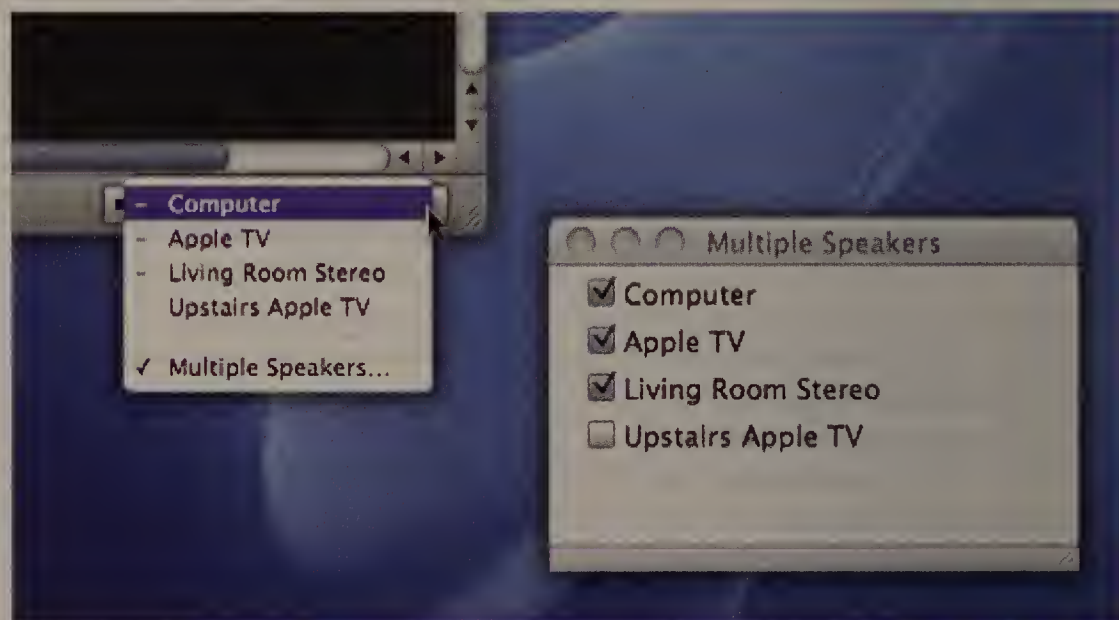 - Computer
- Apple TV
- Living Room Stereo
Upstairs Apple TV
✓ Multiple Speakers...
Multiple Speakers
Computer
Apple TV
Living Room Stereo
Upstairs Apple TV